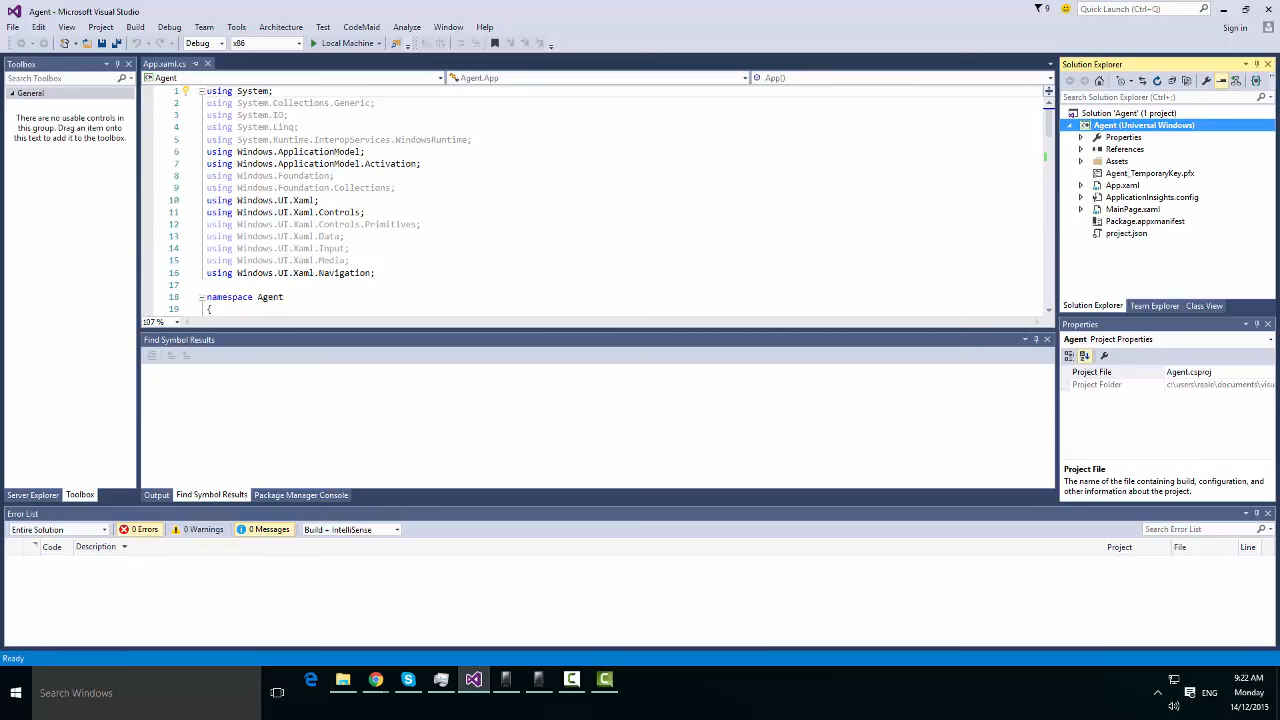 Agent - Microsoft Visual Studio
9
Quick Launch (Ctrl+Q)
File Edit View Project Build Debug Team Tools Architecture Test CodeMaid Analyze Window Help
Sign in
Debug x86 Local Machine
Toolbox
Search Toolbox
General
There are no usable controls in
this group. Drag an item onto
this text to add it to the toolbox.
Server Explorer Toolbox
App.xaml.cs
Agent Agent.App App()
1 using System;
2 using System.Collections.Generic;
3 using System.IO;
4 using System.Linq;
5 using System.Runtime.InteropServices.WindowsRuntime;
6 using Windows.ApplicationModel;
7 using Windows.ApplicationModel.Activation;
8 using Windows.Foundation;
9 using Windows.Foundation.Collections;
10 using Windows.UI.Xaml;
11 using Windows.UI.Xaml.Controls;
12 using Windows.UI.Xaml.Controls.Primitives;
13 using Windows.UI.Xaml.Data;
14 using Windows.UI.Xaml.Input;
15 using Windows.UI.Xaml.Media;
16 using Windows.UI.Xaml.Navigation;
17
18 namespace Agent
19 {
107 %
Find Symbol Results
Output Find Symbol Results Package Manager Console
Solution Explorer
Search Solution Explorer (Ctrl+;)
Solution 'Agent' (1 project)
Agent (Universal Windows)
Properties
References
Assets
Agent_TemporaryKey.pfx
App.xaml
ApplicationInsights.config
MainPage.xaml
Package.appxmanifest
project.json
Solution Explorer Team Explorer Class View
Properties
Agent Project Properties
Project File Agent.csproj
Project Folder c:\users\reaie\documents\visu
Project File
The name of the file containing build, configuration, and
other information about the project.
Error List
Entire Solution 0 Errors 0 Warnings 0 Messages Build + IntelliSense
Search Error List
Code Description Project File Line
Ready
Search Windows
ENG
9:22 AM
Monday
14/12/2015